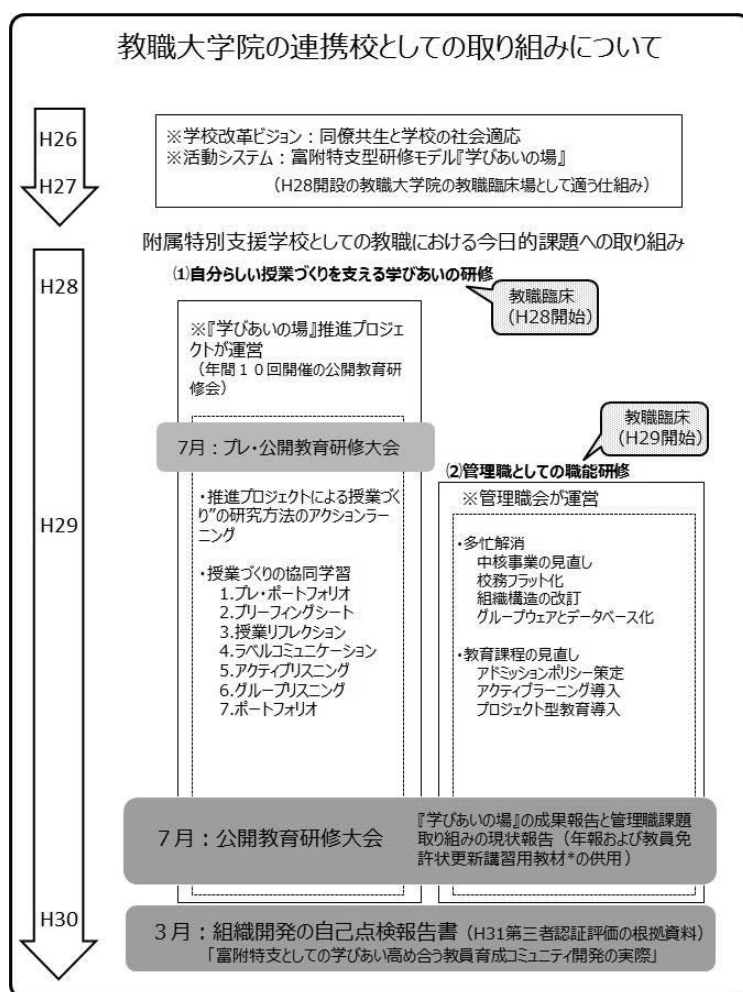 教職大学院の連携校としての取り組みについて
H26
H27
※学校改革ビジョン：同僚共生と学校の社会適応
※活動システム：富附特支型研修モデル『学びあいの場』
（H28開設の教職大学院の教職臨床場として適う仕組み）
附属特別支援学校としての教職における今日的課題への取り組み
H28
⑴自分らしい授業づくりを支える学びあいの研修
教職臨床
（H28開始）
※『学びあいの場』推進プロジェ
クトが運営
（年間１０回開催の公開教育研
修会）
7月：プレ・公開教育研修大会
・推進プロジェクトによる授業づく
り”の研究方法のアクションラー
ニング
・授業づくりの協同学習
1.プレ・ポートフォリオ
2.ブリーフィングシート
3.授業リフレクション
4.ラベルコミュニケーション
5.アクティブリスニング
6.グループリスニング
7.ポートフォリオ
H29
教職臨床
（H29開始）
⑵管理職としての職能研修
※管理職会が運営
・多忙解消
中核事業の見直し
校務フラット化
組織構造の改訂
グループウェアとデータベース化
・教育課程の見直し
アドミッションポリシー策定
アクティブラーニング導入
プロジェクト型教育導入
７月：公開教育研修大会
『学びあいの場』の成果報告と管理職課題
取り組みの現状報告（年報および教員免
許状更新講習用教材*の供用）
H30
３月：組織開発の自己点検報告書（H31第三者認証評価の根拠資料）
「富附特支としての学びあい高め合う教員育成コミュニティ開発の実際」